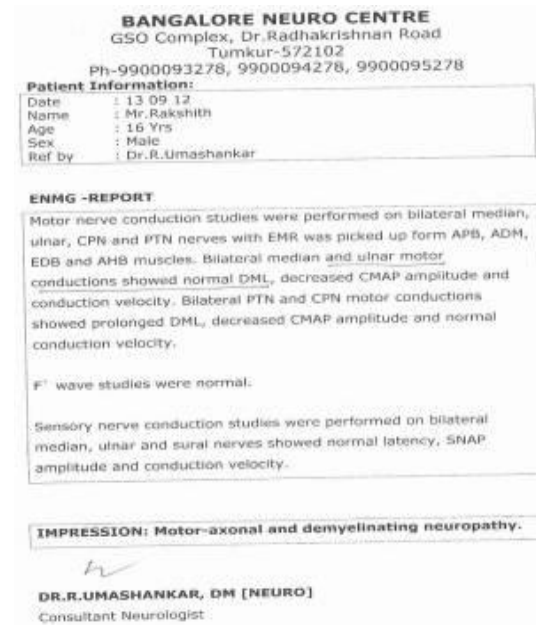 BANGALORE NEURO CENTRE
GSO Complex, Dr.Radhakrishnan Road
Tumkur-572102
Ph-9900093278, 9900094278, 9900095278
Patient Information:
Date : 13 09 12
Name : Mr.Rakshith
Age : 16 Yrs
Sex : Male
Ref by : Dr.R.Umashankar
ENMG -REPORT
Motor nerve conduction studies were performed on bilateral median,
ulnar, CPN and PTN nerves with EMR was picked up form APB, ADM,
EDB and AHB muscles. Bilateral median and ulnar motor
conductions showed normal DML, decreased CMAP amplitude and
conduction velocity. Bilateral PTN and CPN motor conductions
showed prolonged DML, decreased CMAP amplitude and normal
conduction velocity.
F' wave studies were normal.
Sensory nerve conduction studies were performed on bilateral
median, ulnar and sural nerves showed normal latency, SNAP
amplitude and conduction velocity.
IMPRESSION: Motor-axonal and demyelinating neuropathy.
DR.R.UMASHANKAR, DM [NEURO]
Consultant Neurologist